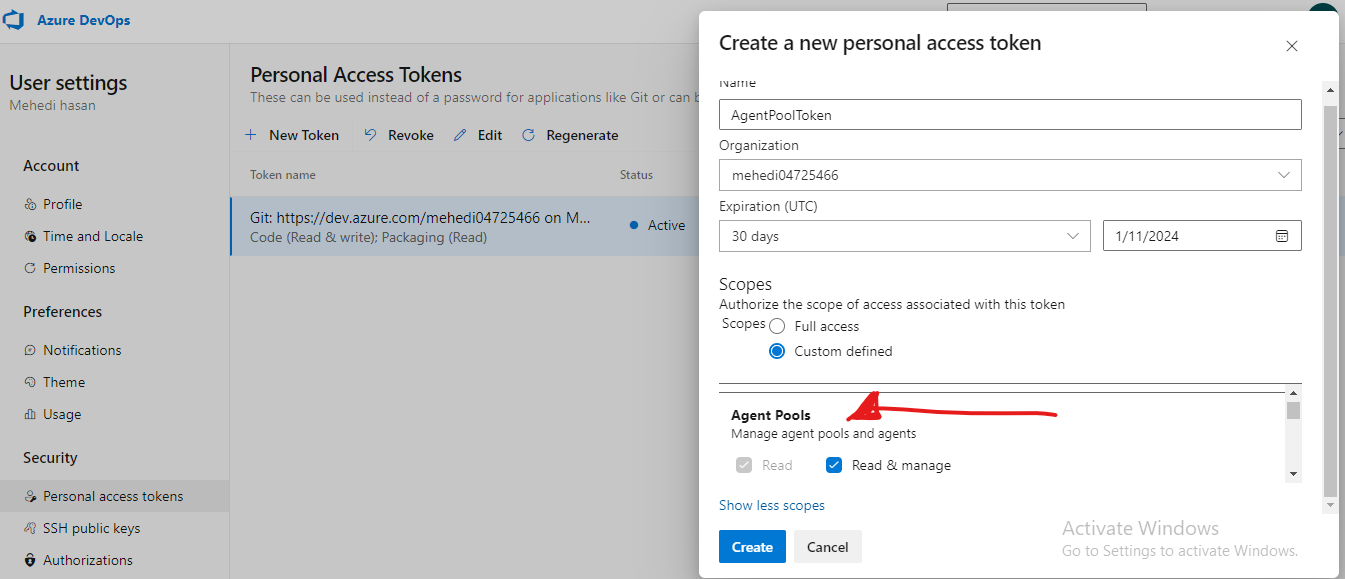 Azure DevOps
User settings
Mehedi hasan
Account
Profile
Time and Locale
Permissions
Preferences
Notifications
Theme
Usage
Security
Personal access tokens
SSH public keys
Authorizations
Personal Access Tokens
These can be used instead of a password for applications like Git or can b
New Token Revoke Edit Regenerate
Token name Status
Git: https://dev.azure.com/mehedi04725466 on M... Active
Code (Read & write); Packaging (Read)
Create a new personal access token
Name
AgentPoolToken
Organization
mehedi04725466
Expiration (UTC)
30 days 1/11/2024
Scopes
Authorize the scope of access associated with this token
Scopes Full access
Custom defined
Agent Pools
Manage agent pools and agents
Read Read & manage
Show less scopes
Create Cancel
Activate Windows
Go to Settings to activate Windows.